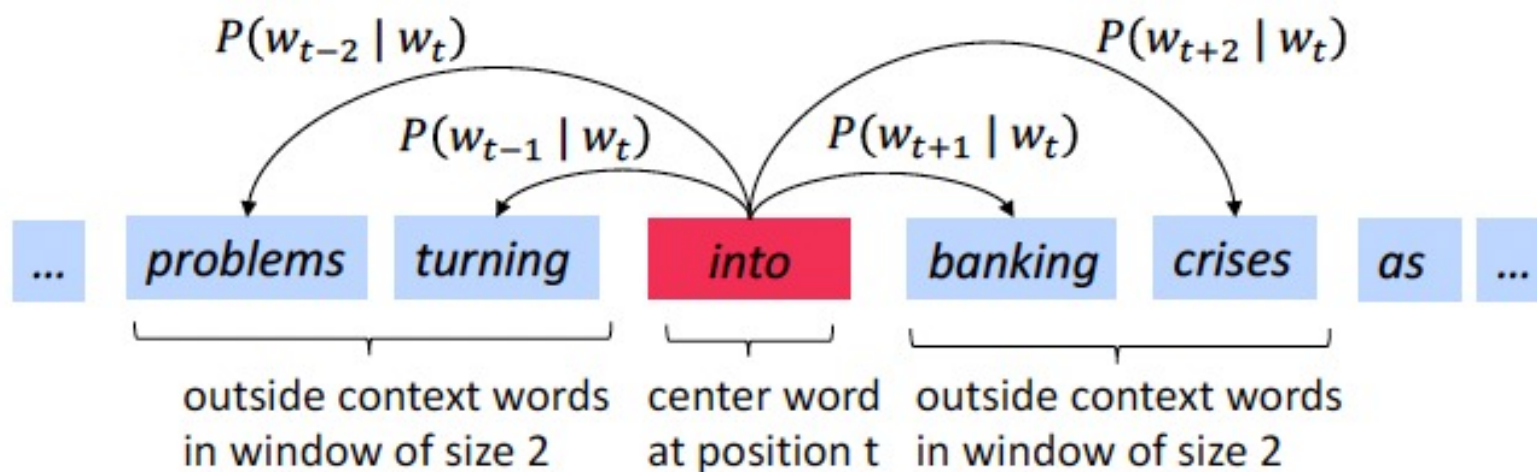 P(w_{t−2} | w_t) P(w_{t+2} | w_t)
P(w_{t−1} | w_t) P(w_{t+1} | w_t)
... problems turning into banking crises as ...
outside context words center word outside context words
in window of size 2 at position t in window of size 2